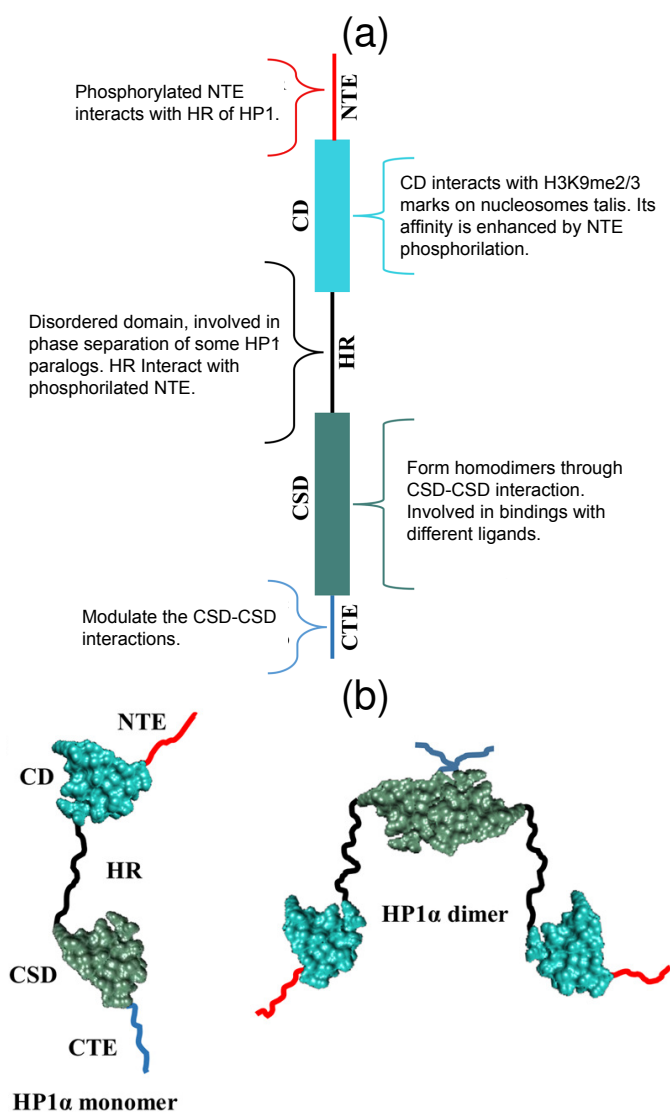 (a)
Phosphorylated NTE
interacts with HR of HP1.
NTE
CD interacts with H3K9me2/3
marks on nucleosomes talis. Its
affinity is enhanced by NTE
phosphorilation.
CD
Disordered domain, involved in
phase separation of some HP1
paralogs. HR Interact with
phosphorilated NTE.
HR
Form homodimers through
CSD-CSD interaction.
Involved in bindings with
different ligands.
CSD
Modulate the CSD-CSD
interactions.
CTE
(b)
NTE
CD
HR
CSD
CTE
HP1α monomer
HP1α dimer